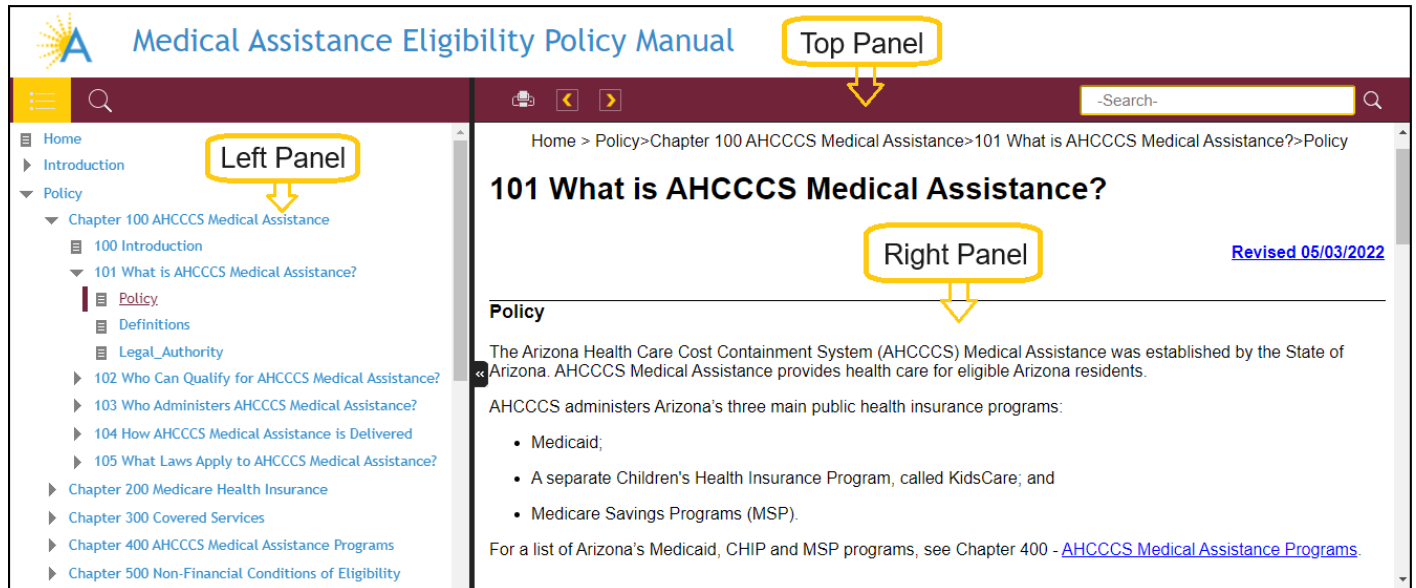 Medical Assistance Eligibility Policy Manual
Top Panel
-Search-
Home
Introduction
Policy
Chapter 100 AHCCCS Medical Assistance
100 Introduction
101 What is AHCCCS Medical Assistance?
Policy
Definitions
Legal_Authority
102 Who Can Qualify for AHCCCS Medical Assistance?
103 Who Administers AHCCCS Medical Assistance?
104 How AHCCCS Medical Assistance is Delivered
105 What Laws Apply to AHCCCS Medical Assistance?
Chapter 200 Medicare Health Insurance
Chapter 300 Covered Services
Chapter 400 AHCCCS Medical Assistance Programs
Chapter 500 Non-Financial Conditions of Eligibility
Left Panel
Home > Policy>Chapter 100 AHCCCS Medical Assistance>101 What is AHCCCS Medical Assistance?>Policy
101 What is AHCCCS Medical Assistance?
Right Panel
Revised 05/03/2022
Policy
The Arizona Health Care Cost Containment System (AHCCCS) Medical Assistance was established by the State of
Arizona. AHCCCS Medical Assistance provides health care for eligible Arizona residents.
AHCCCS administers Arizona's three main public health insurance programs:
• Medicaid;
• A separate Children's Health Insurance Program, called KidsCare; and
• Medicare Savings Programs (MSP).
For a list of Arizona's Medicaid, CHIP and MSP programs, see Chapter 400 - AHCCCS Medical Assistance Programs.